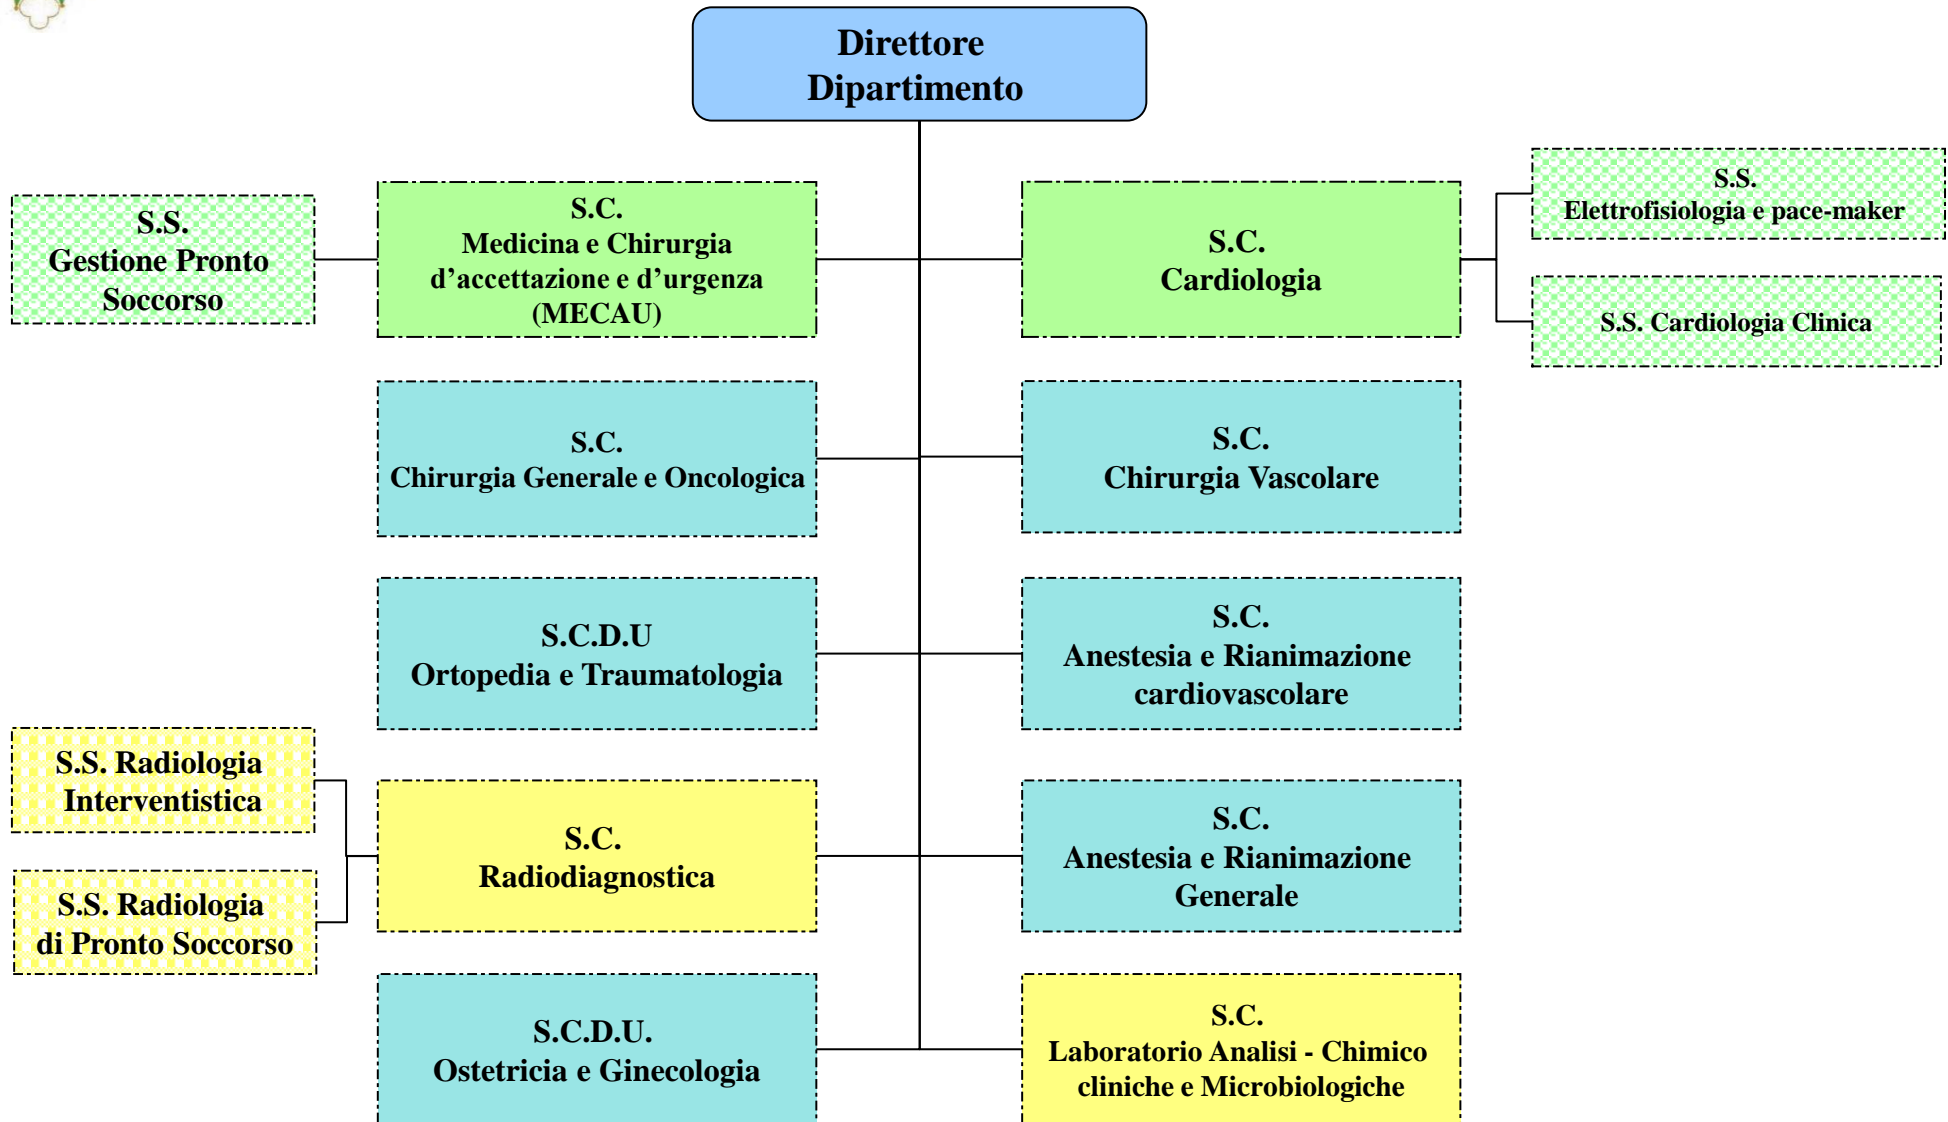 Direttore
Dipartimento
S.S.
Gestione Pronto
Soccorso
S.C.
Medicina e Chirurgia
d’accettazione e d’urgenza
(MECAU)
S.C.
Cardiologia
S.S.
Elettrofisiologia e pace-maker
S.S. Cardiologia Clinica
S.C.
Chirurgia Generale e Oncologica
S.C.
Chirurgia Vascolare
S.C.D.U
Ortopedia e Traumatologia
S.C.
Anestesia e Rianimazione
cardiovascolare
S.S. Radiologia
Interventistica
S.S. Radiologia
di Pronto Soccorso
S.C.
Radiodiagnostica
S.C.
Anestesia e Rianimazione
Generale
S.C.D.U.
Ostetricia e Ginecologia
S.C.
Laboratorio Analisi - Chimico
cliniche e Microbiologiche